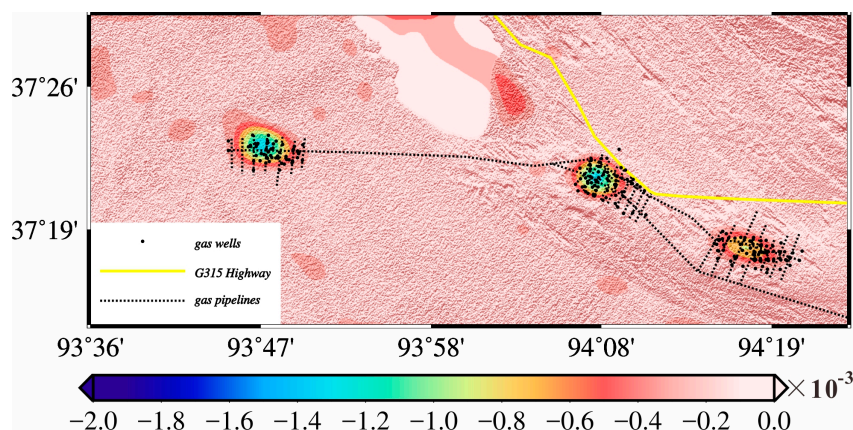 37°26'
37°19'
gas wells
G315 Highway
gas pipelines
93°36' 93°47' 93°58' 94°08' 94°19'
×10⁻³
−2.0 −1.8 −1.6 −1.4 −1.2 −1.0 −0.8 −0.6 −0.4 −0.2 0.0